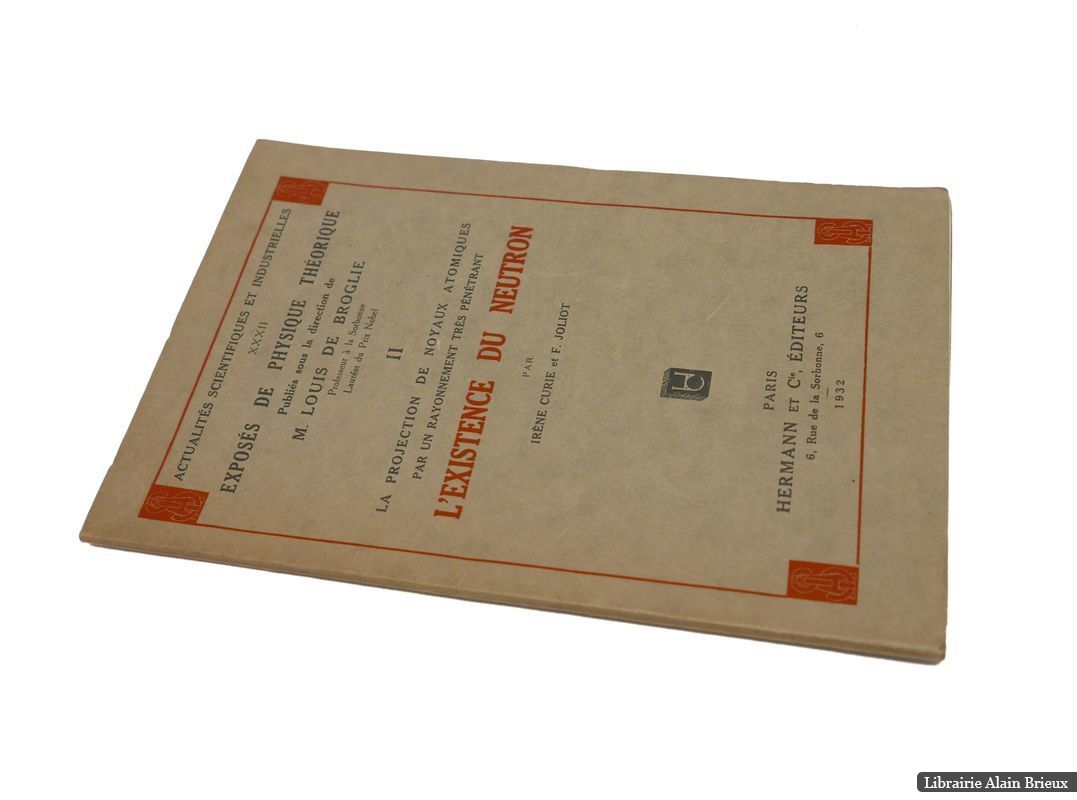 ACTUALITÉS SCIENTIFIQUES ET INDUSTRIELLES
XXXII
EXPOSÉS DE PHYSIQUE THÉORIQUE
Publiés sous la direction de
M. LOUIS DE BROGLIE
Professeur à la Sorbonne
Lauréat du Prix Nobel
II
LA PROJECTION DE NOYAUX ATOMIQUES
PAR UN RAYONNEMENT TRÈS PÉNÉTRANT
L'EXISTENCE DU NEUTRON
PAR
IRÈNE CURIE et F. JOLIOT
PARIS
HERMANN ET Cie, ÉDITEURS
6, Rue de la Sorbonne, 6
1932
Librairie Alain Brieux